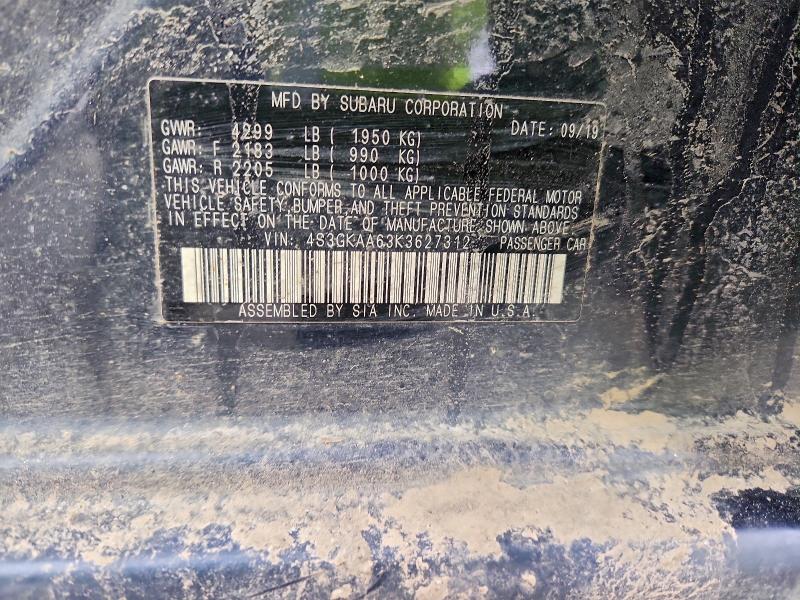 MFD BY SUBARU CORPORATION
DATE: 09/19
GVWR: 4299 LB ( 1950 KG)
GAWR: F 2183 LB ( 990 KG)
GAWR: R 2205 LB ( 1000 KG)
THIS VEHICLE CONFORMS TO ALL APPLICABLE FEDERAL MOTOR
VEHICLE SAFETY, BUMPER, AND THEFT PREVENTION STANDARDS
IN EFFECT ON THE DATE OF MANUFACTURE SHOWN ABOVE
VIN: 4S3GKAA63K3627312 PASSENGER CAR
ASSEMBLED BY SIA INC. MADE IN U.S.A.